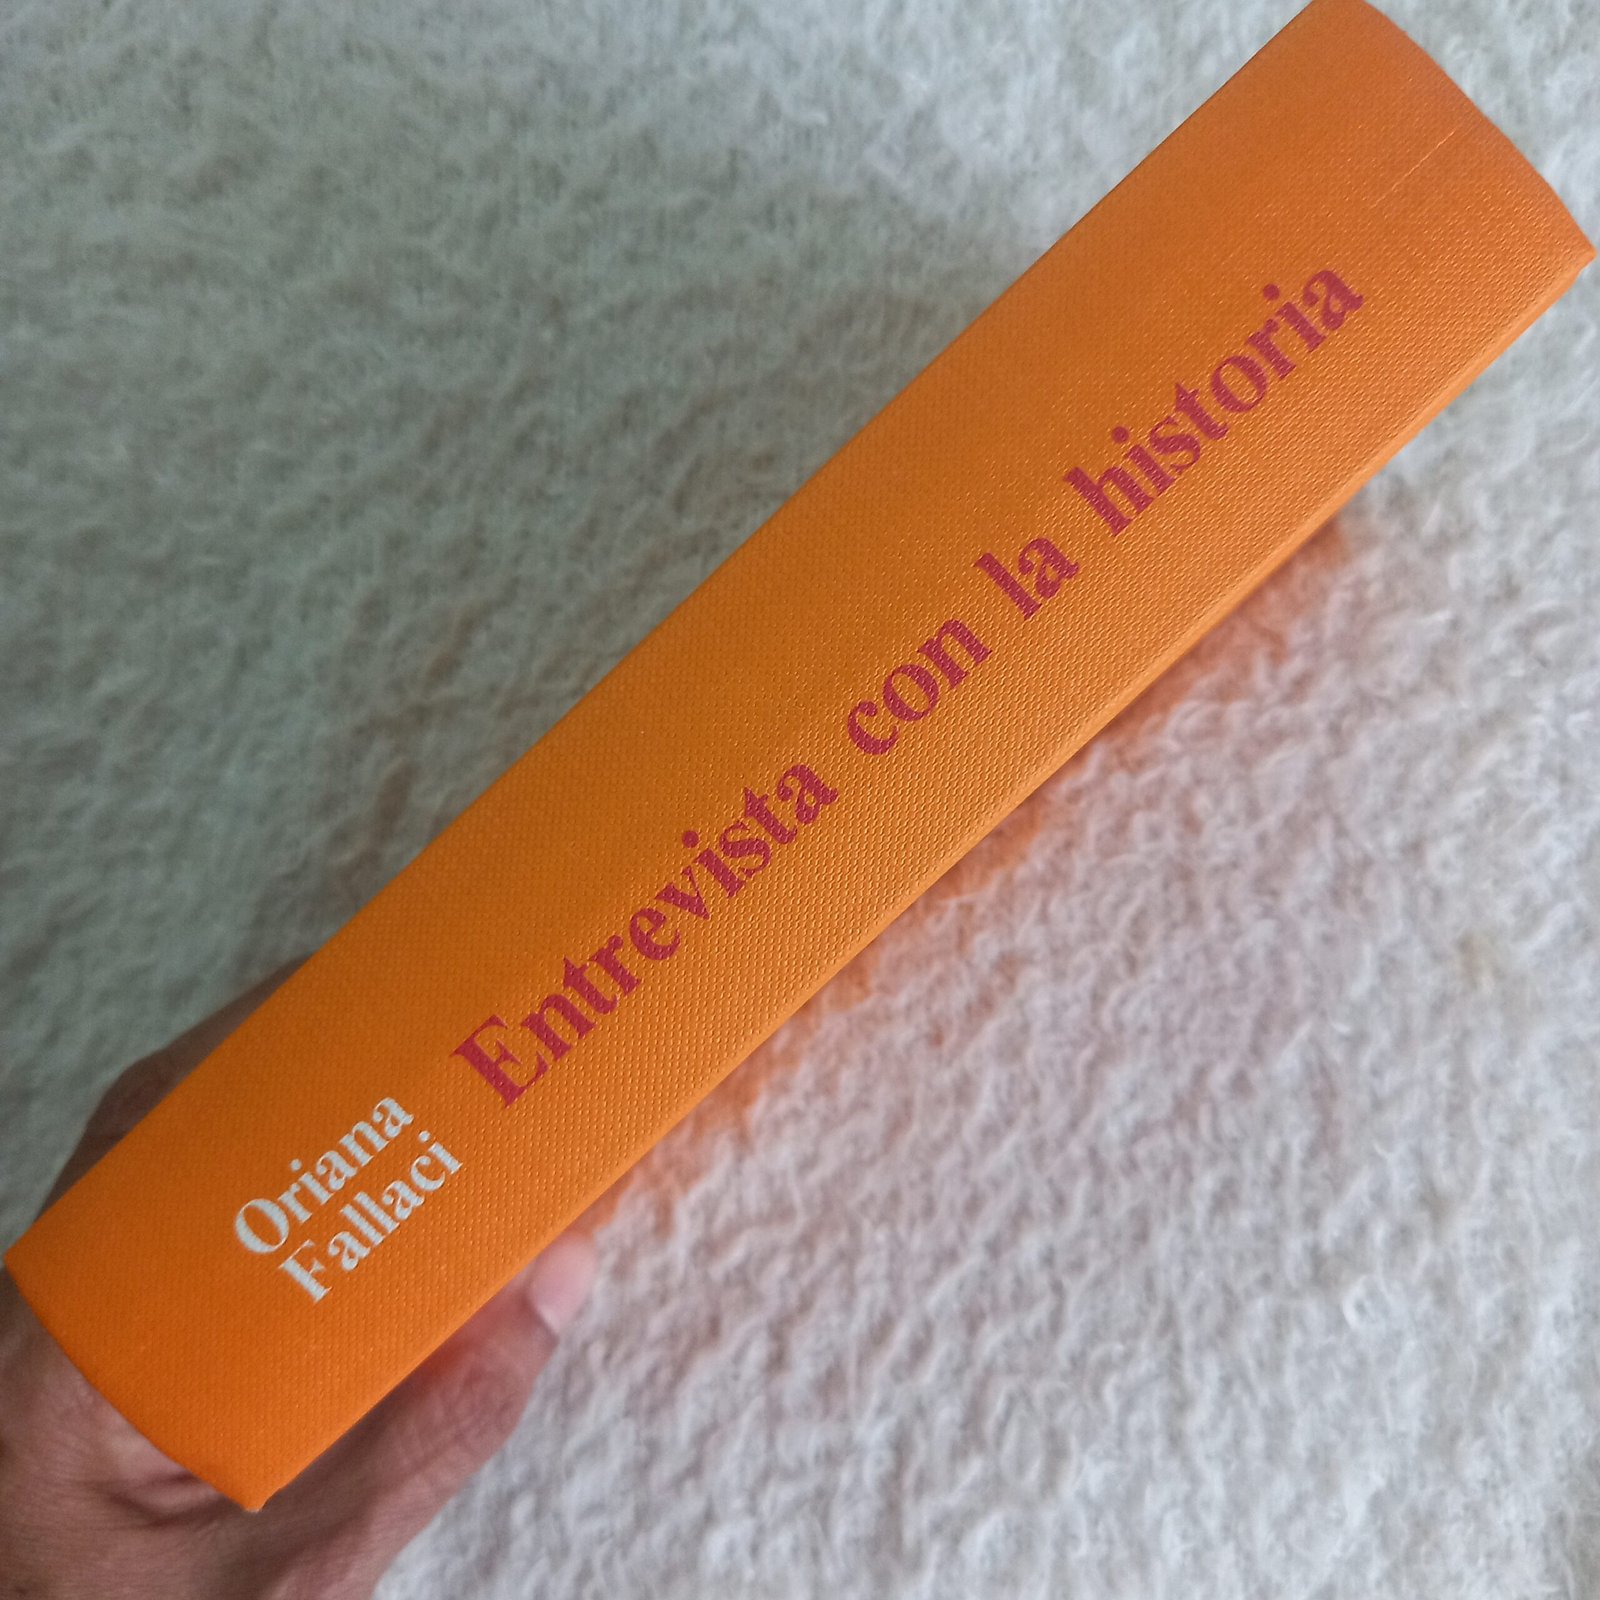 Oriana
Fallaci
Entrevista con la historia